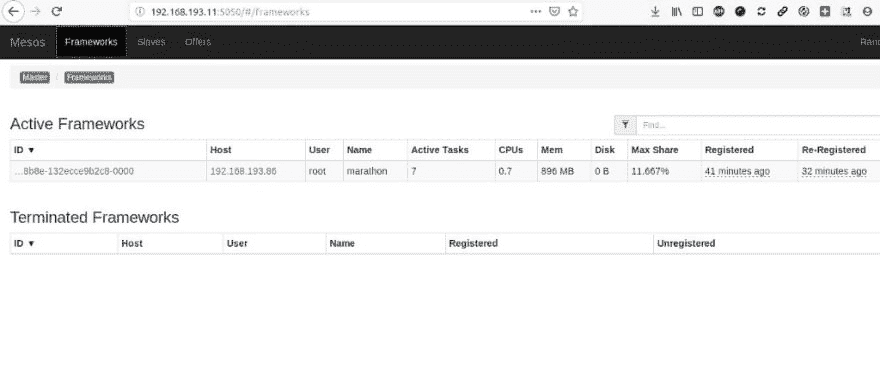 192.168.193.11:5050/#/frameworks
Mesos Frameworks Slaves Offers Rand
Master / Frameworks
Active Frameworks Find...
ID ▼ Host User Name Active Tasks CPUs Mem Disk Max Share Registered Re-Registered
…8b8e-132ecce9b2c8-0000 192.168.193.86 root marathon 7 0.7 896 MB 0 B 11.667% 41 minutes ago 32 minutes ago
Terminated Frameworks
ID ▼ Host User Name Registered Unregistered